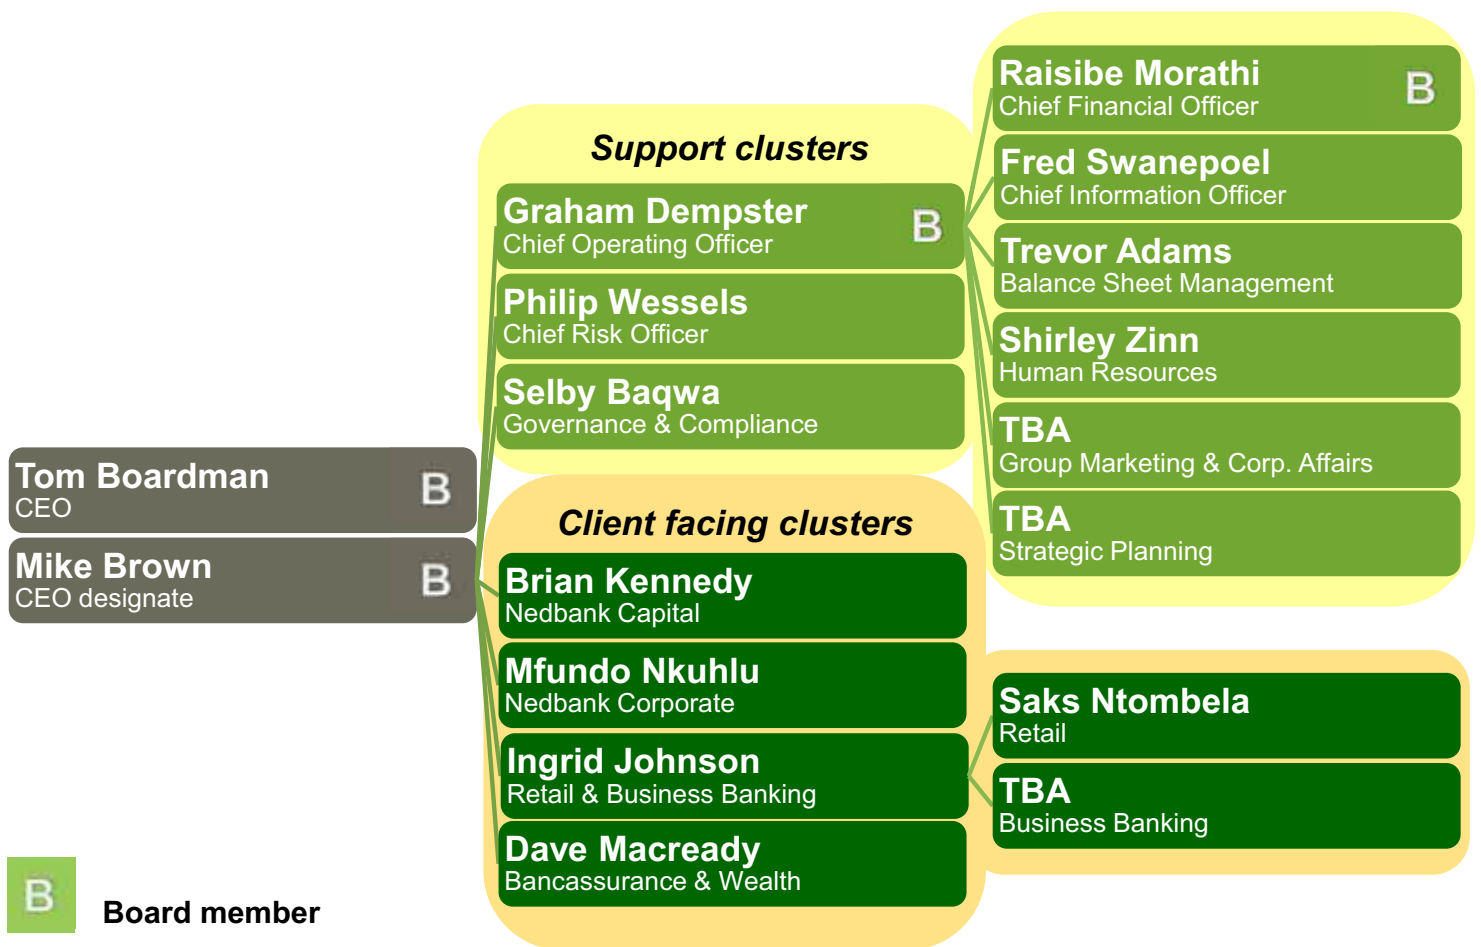 Tom Boardman
CEO
B
Mike Brown
CEO designate
B
Support clusters
Graham Dempster
Chief Operating Officer
B
Philip Wessels
Chief Risk Officer
Selby Baqwa
Governance & Compliance
Raisibe Morathi
Chief Financial Officer
B
Fred Swanepoel
Chief Information Officer
Trevor Adams
Balance Sheet Management
Shirley Zinn
Human Resources
TBA
Group Marketing & Corp. Affairs
TBA
Strategic Planning
Client facing clusters
Brian Kennedy
Nedbank Capital
Mfundo Nkuhlu
Nedbank Corporate
Ingrid Johnson
Retail & Business Banking
Dave Macready
Bancassurance & Wealth
Saks Ntombela
Retail
TBA
Business Banking
B
Board member